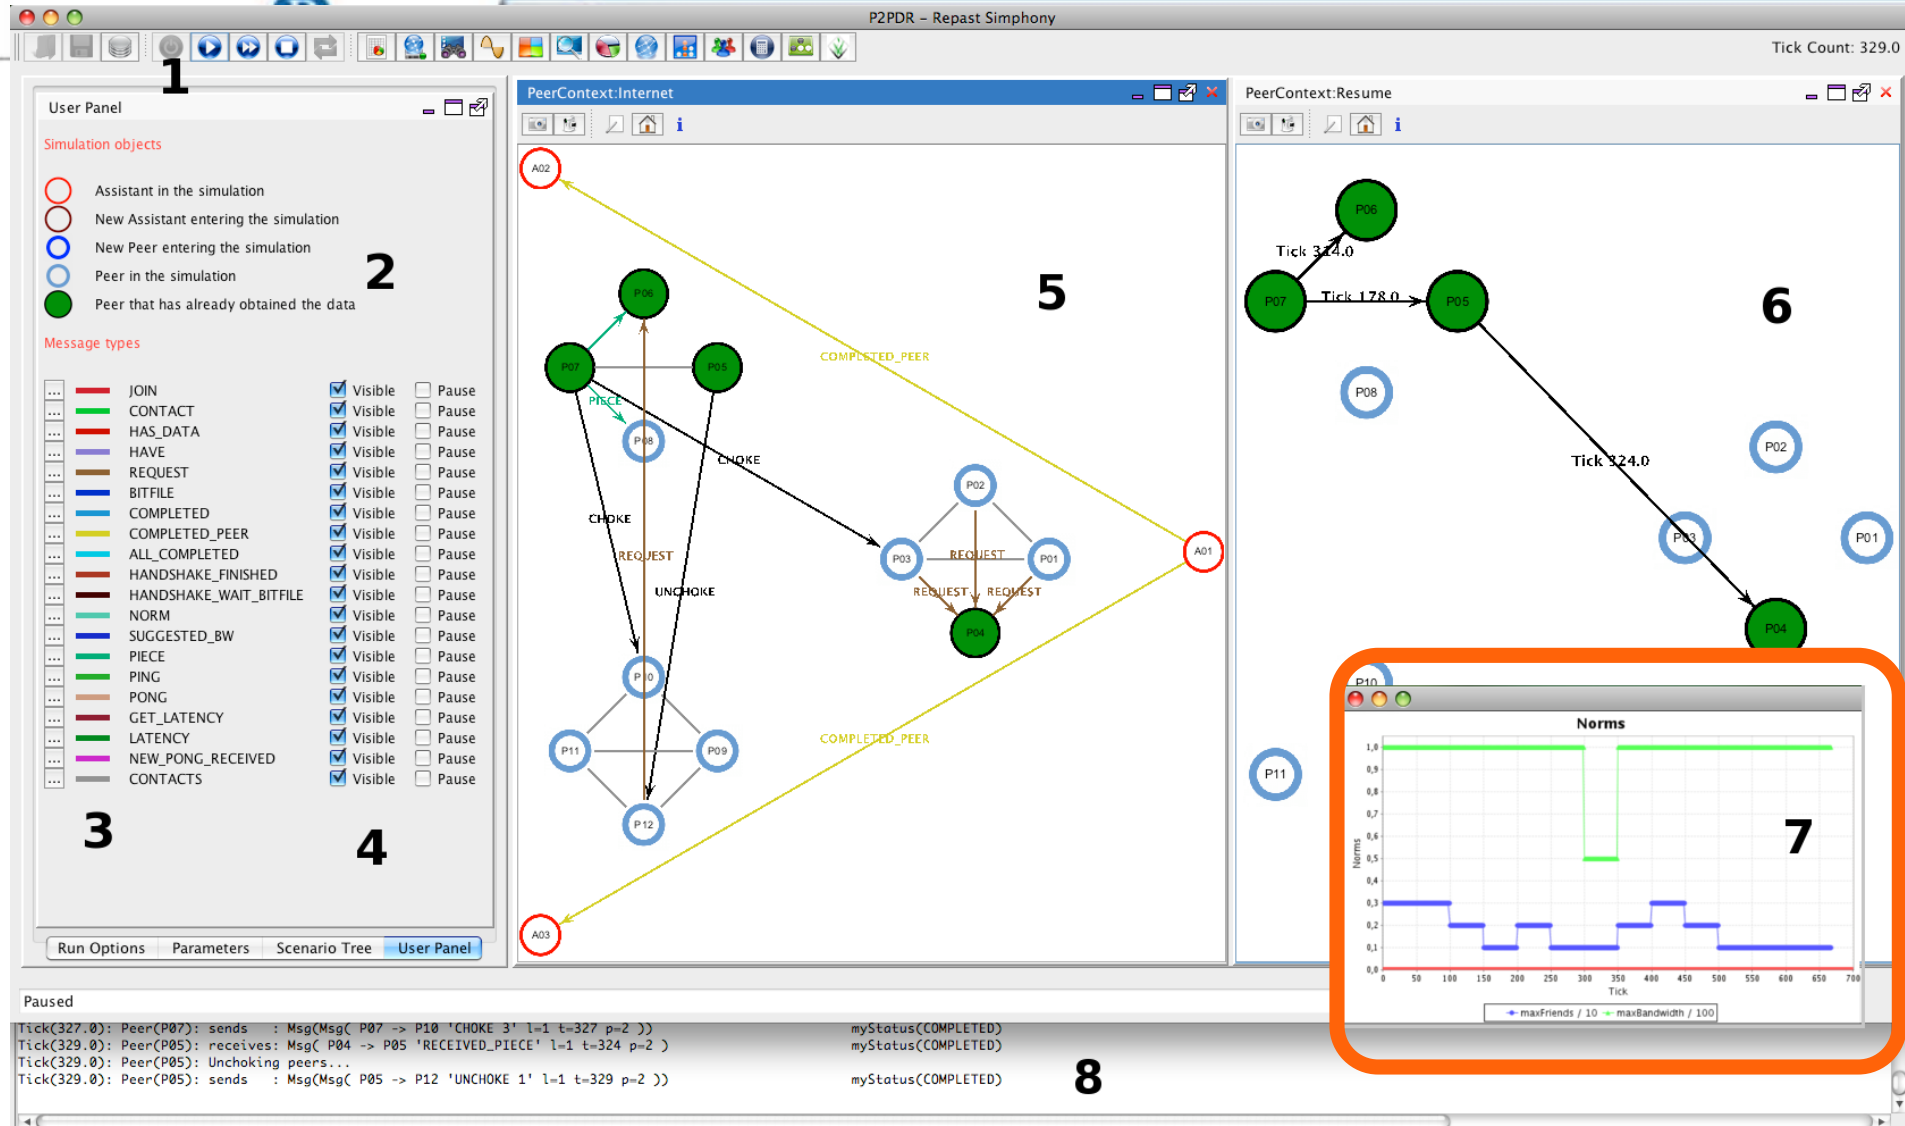 P2PDR – Repast Simphony
Tick Count: 329.0
1
User Panel
Simulation objects
Assistant in the simulation
New Assistant entering the simulation
New Peer entering the simulation
Peer in the simulation
Peer that has already obtained the data
2
Message types
... JOIN Visible Pause
... CONTACT Visible Pause
... HAS_DATA Visible Pause
... HAVE Visible Pause
... REQUEST Visible Pause
... BITFILE Visible Pause
... COMPLETED Visible Pause
... COMPLETED_PEER Visible Pause
... ALL_COMPLETED Visible Pause
... HANDSHAKE_FINISHED Visible Pause
... HANDSHAKE_WAIT_BITFILE Visible Pause
... NORM Visible Pause
... SUGGESTED_BW Visible Pause
... PIECE Visible Pause
... PING Visible Pause
... PONG Visible Pause
... GET_LATENCY Visible Pause
... LATENCY Visible Pause
... NEW_PONG_RECEIVED Visible Pause
... CONTACTS Visible Pause
3
4
Run Options Parameters Scenario Tree User Panel
PeerContext:Internet
i
A02
5
P06
COMPLETED_PEER
P07
P05
PIECE
P08
CHOKE
P02
CHOKE
REQUEST
P03
REQUEST
P01
A01
UNCHOKE
REQUEST
REQUEST
P04
P10
P11
P09
COMPLETED_PEER
P12
A03
PeerContext:Resume
i
P06
Tick 314.0
P07
Tick 178.0
P05
6
P08
P02
Tick 324.0
P03
P01
P04
P10
P11
Norms
1,0
0,9
0,8
0,7
0,6
0,5
0,4
0,3
0,2
0,1
0,0
Norms
7
0 50 100 150 200 250 300 350 400 450 500 550 600 650 700
Tick
maxFriends / 10 maxBandwidth / 100
Paused
Tick(327.0): Peer(P07): sends : Msg(Msg( P07 -> P10 'CHOKE 3' l=1 t=327 p=2 )) myStatus(COMPLETED)
Tick(329.0): Peer(P05): receives: Msg( P04 -> P05 'RECEIVED_PIECE' l=1 t=324 p=2 ) myStatus(COMPLETED)
Tick(329.0): Peer(P05): Unchoking peers...
Tick(329.0): Peer(P05): sends : Msg(Msg( P05 -> P12 'UNCHOKE 1' l=1 t=329 p=2 )) myStatus(COMPLETED)
8